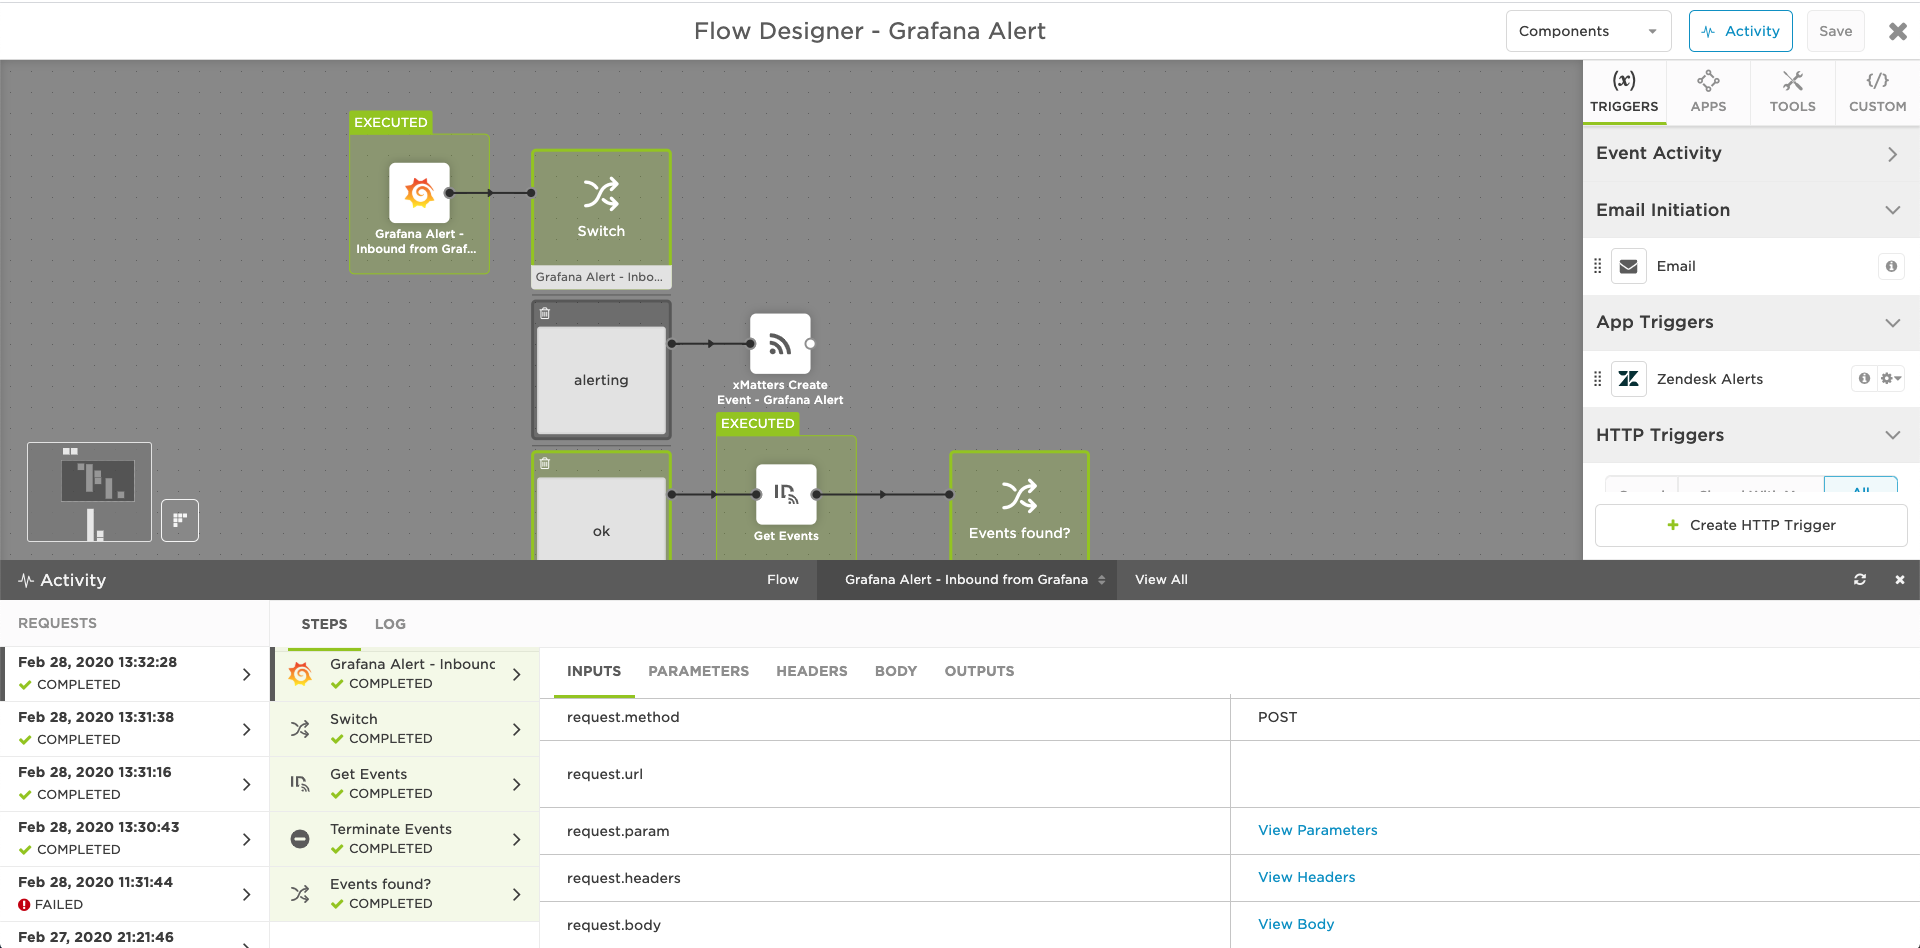 Flow Designer - Grafana Alert
Components
Activity
Save
TRIGGERS
APPS
TOOLS
CUSTOM
EXECUTED
Grafana Alert -
Inbound from Graf...
Switch
Grafana Alert - Inbo...
alerting
xMatters Create
Event - Grafana Alert
ok
EXECUTED
Get Events
Events found?
Event Activity
Email Initiation
Email
App Triggers
Zendesk Alerts
HTTP Triggers
All
+ Create HTTP Trigger
Activity
Flow
Grafana Alert - Inbound from Grafana
View All
REQUESTS
Feb 28, 2020 13:32:28
COMPLETED
Feb 28, 2020 13:31:38
COMPLETED
Feb 28, 2020 13:31:16
COMPLETED
Feb 28, 2020 13:30:43
COMPLETED
Feb 28, 2020 11:31:44
FAILED
Feb 27, 2020 21:21:46
STEPS
LOG
Grafana Alert - Inbound
COMPLETED
Switch
COMPLETED
Get Events
COMPLETED
Terminate Events
COMPLETED
Events found?
COMPLETED
INPUTS
PARAMETERS
HEADERS
BODY
OUTPUTS
request.method
POST
request.url
request.param
View Parameters
request.headers
View Headers
request.body
View Body